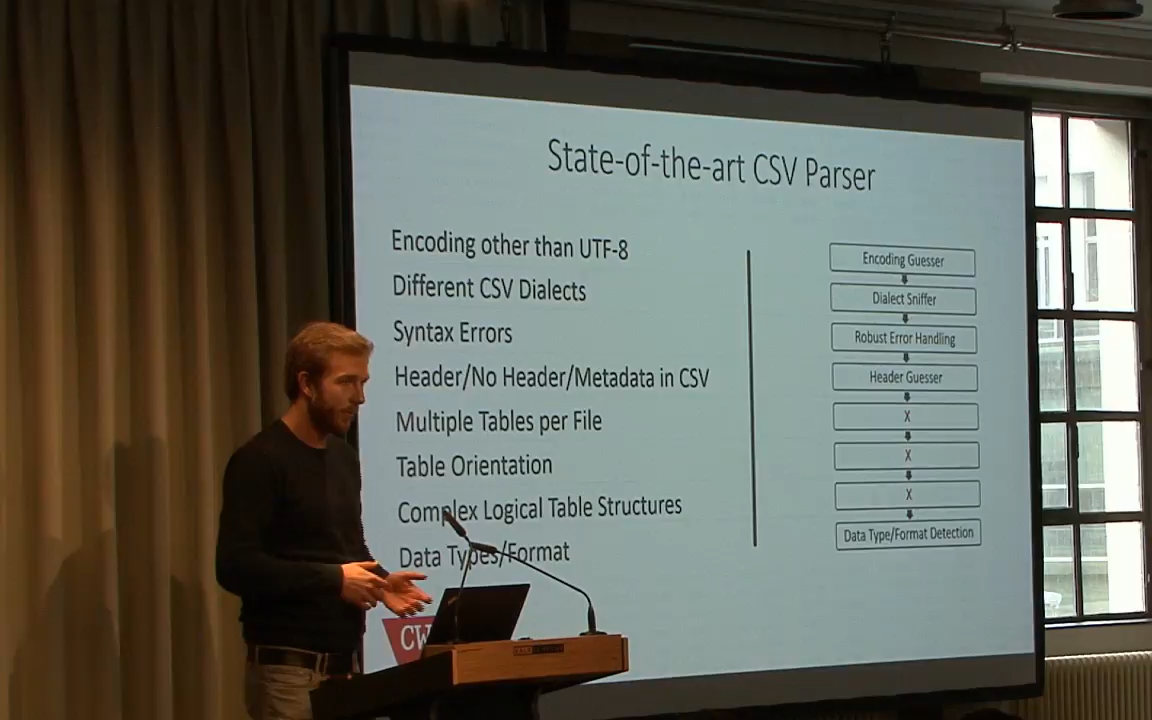 State-of-the-art CSV Parser
Encoding other than UTF-8
Different CSV Dialects
Syntax Errors
Header/No Header/Metadata in CSV
Multiple Tables per File
Table Orientation
Complex Logical Table Structures
Data Types/Format
Encoding Guesser
Dialect Sniffer
Robust Error Handling
Header Guesser
X
X
X
Data Type/Format Detection
CW